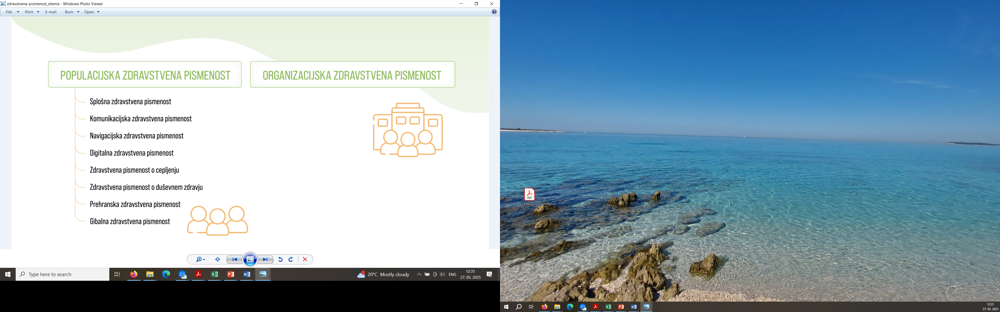 zdravstvena-pismenost_shema - Windows Photo Viewer
File Print E-mail Burn Open
POPULACIJSKA ZDRAVSTVENA PISMENOST
Splošna zdravstvena pismenost
Komunikacijska zdravstvena pismenost
Navigacijska zdravstvena pismenost
Digitalna zdravstvena pismenost
Zdravstvena pismenost o cepljenju
Zdravstvena pismenost o duševnem zdravju
Prehranska zdravstvena pismenost
Gibalna zdravstvena pismenost
ORGANIZACIJSKA ZDRAVSTVENA PISMENOST
Type here to search
1
20°C Mostly cloudy
ENG
12:31
27. 05. 2025
PDF
Kafka_zv
12:31
27. 05. 2025